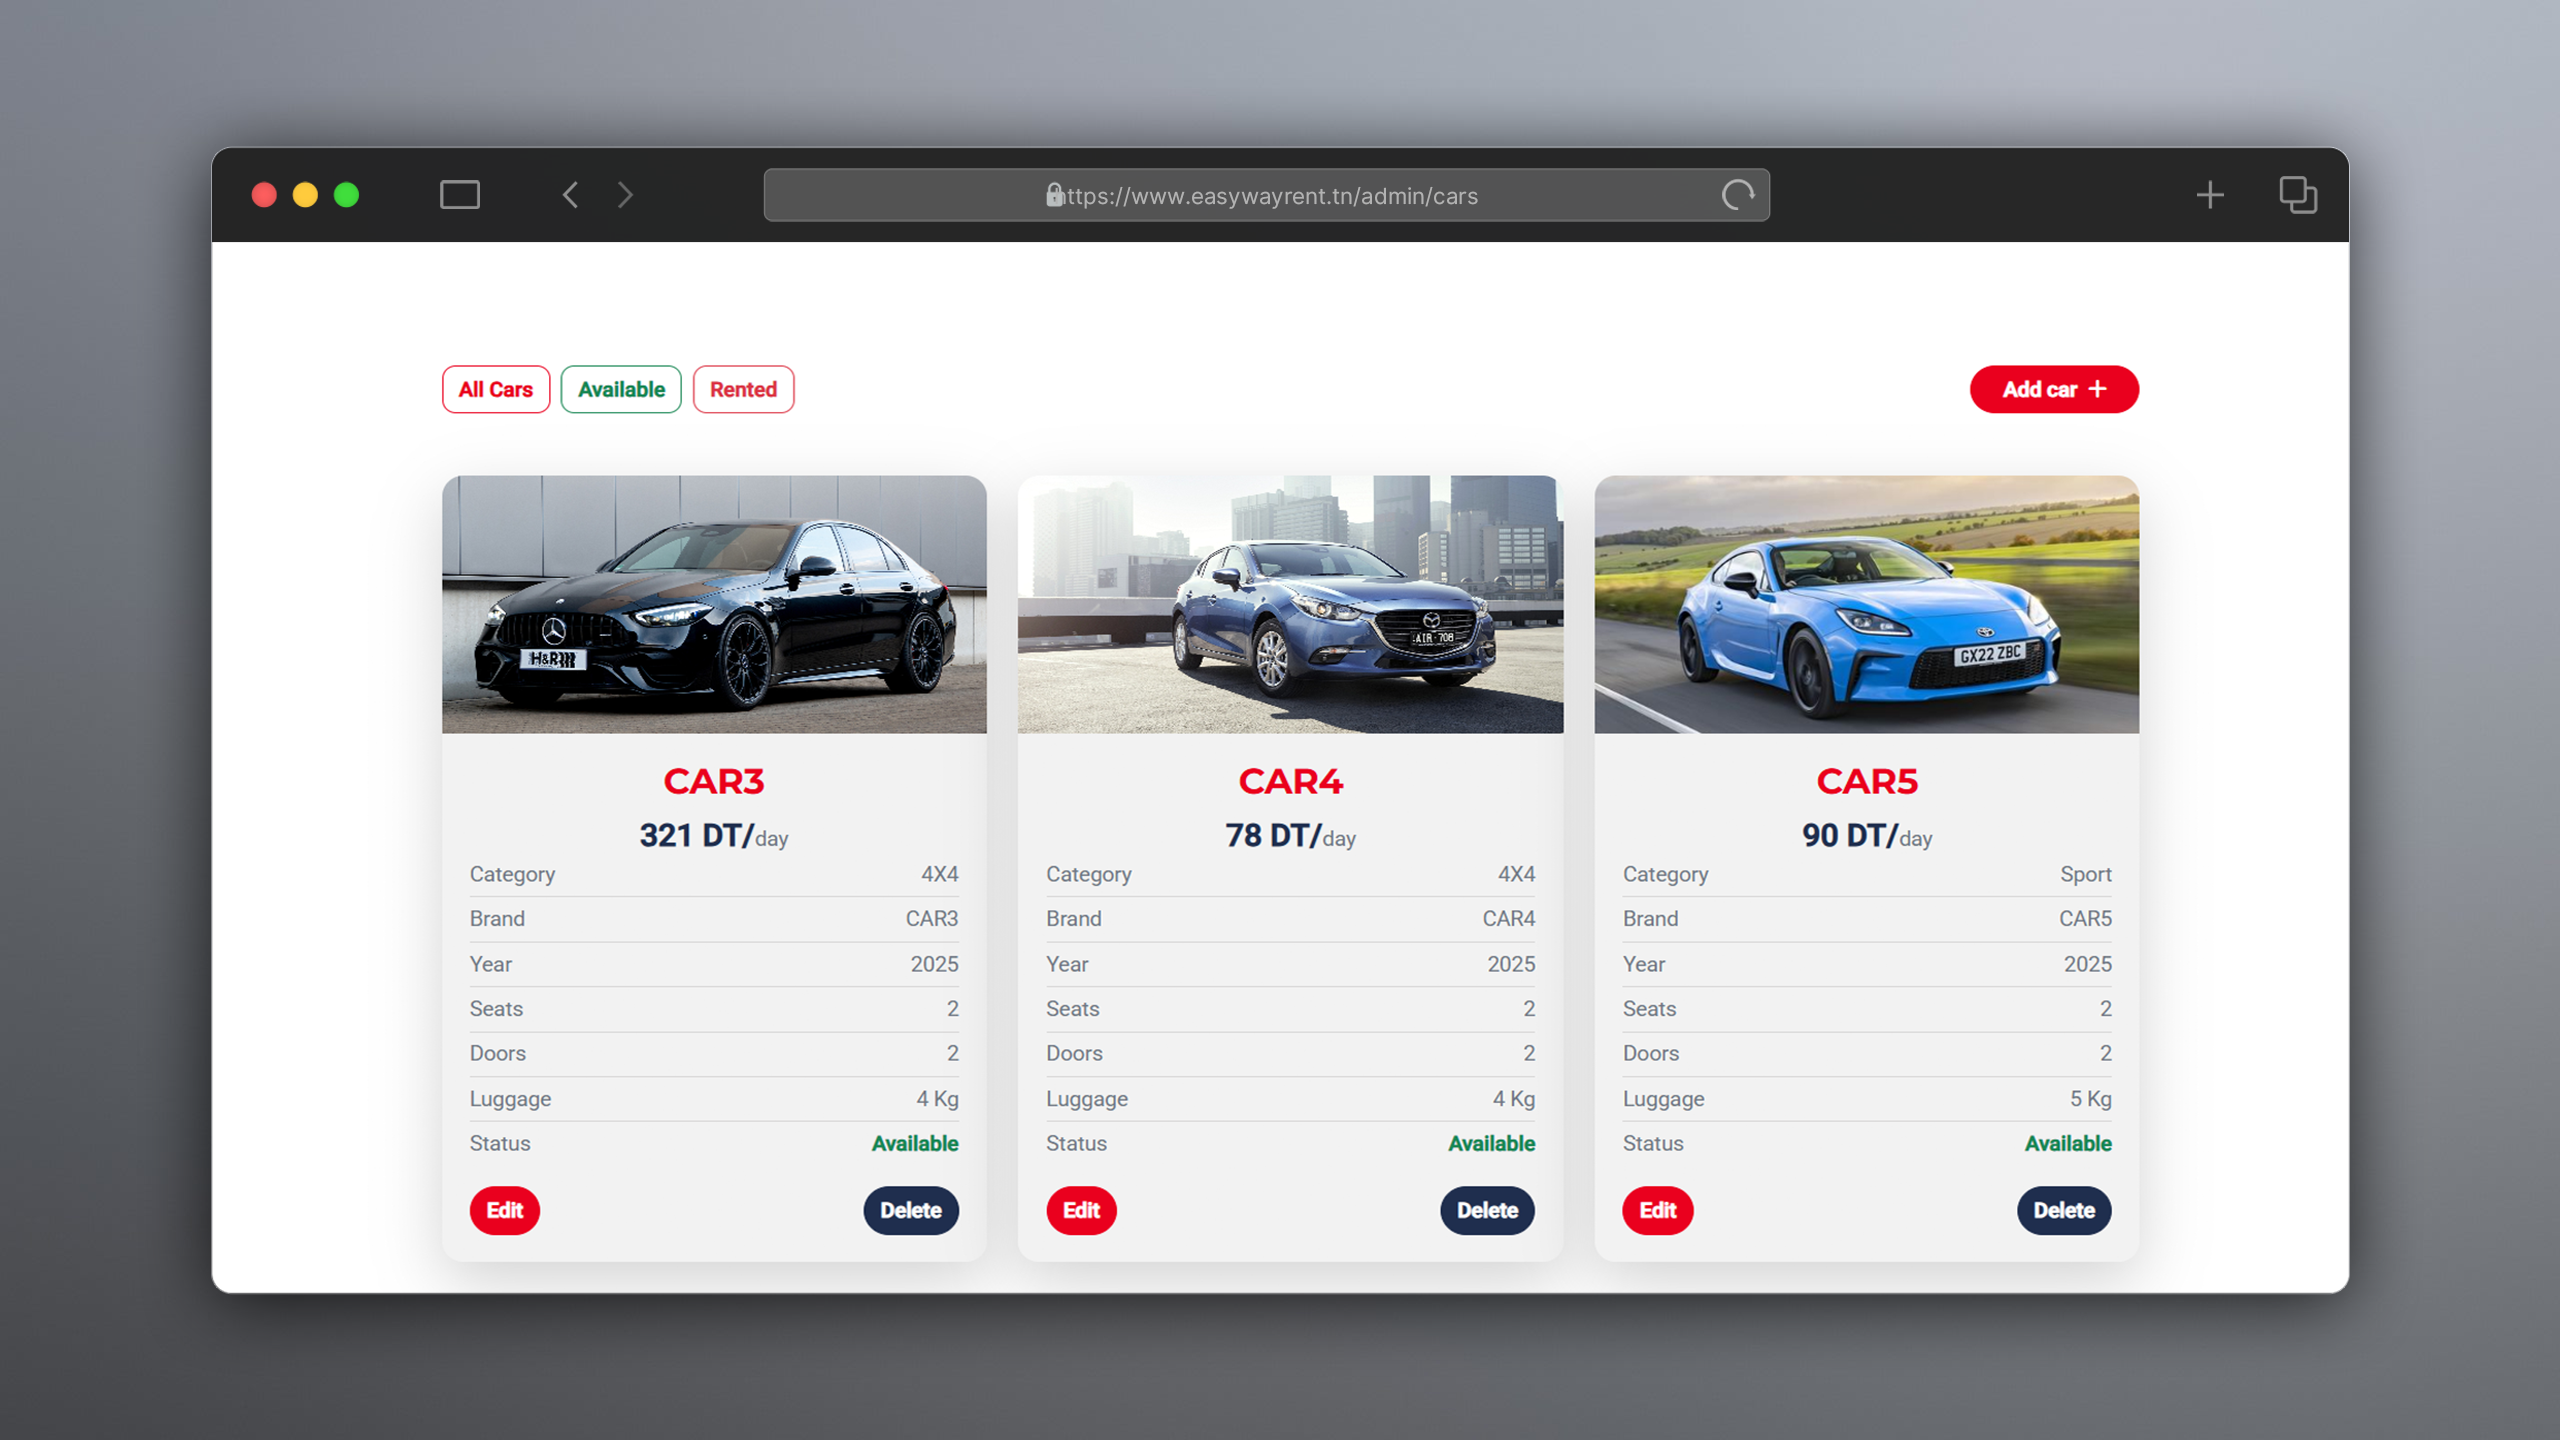 ttps://www.easywayrent.tn/admin/cars
All Cars Available Rented Add car +
H&R
AIR·708
GX22 ZBC
CAR3 CAR4 CAR5
321 DT/day 78 DT/day 90 DT/day
Category 4X4 Category 4X4 Category Sport
Brand CAR3 Brand CAR4 Brand CAR5
Year 2025 Year 2025 Year 2025
Seats 2 Seats 2 Seats 2
Doors 2 Doors 2 Doors 2
Luggage 4 Kg Luggage 4 Kg Luggage 5 Kg
Status Available Status Available Status Available
Edit Delete Edit Delete Edit Delete